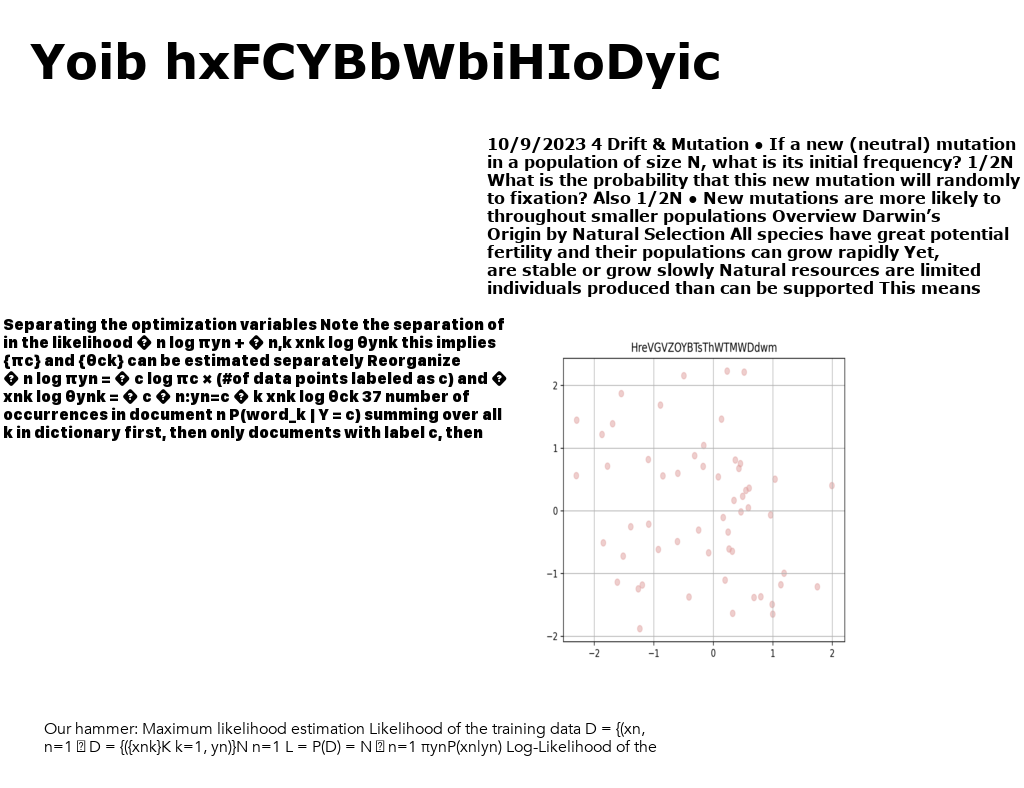 Yoib hxFCYBbWbiHIoDyic
10/9/2023 4 Drift & Mutation ● If a new (neutral) mutation
in a population of size N, what is its initial frequency? 1/2N
What is the probability that this new mutation will randomly
to fixation? Also 1/2N ● New mutations are more likely to
throughout smaller populations Overview Darwin’s
Origin by Natural Selection All species have great potential
fertility and their populations can grow rapidly Yet,
are stable or grow slowly Natural resources are limited
individuals produced than can be supported This means
Separating the optimization variables Note the separation of
in the likelihood � n log πyn + � n,k xnk log θynk this implies
{πc} and {θck} can be estimated separately Reorganize
� n log πyn = � c log πc × (#of data points labeled as c) and �
xnk log θynk = � c � n:yn=c � k xnk log θck 37 number of
occurrences in document n P(word_k | Y = c) summing over all
k in dictionary first, then only documents with label c, then
HreVGVZOYBTsThWTMWDdwm
2
1
0
−1
−2
−2 −1 0 1 2
Our hammer: Maximum likelihood estimation Likelihood of the training data D = {(xn,
n=1 � D = {({xnk}K k=1, yn)}N n=1 L = P(D) = N � n=1 πynP(xnlyn) Log-Likelihood of the